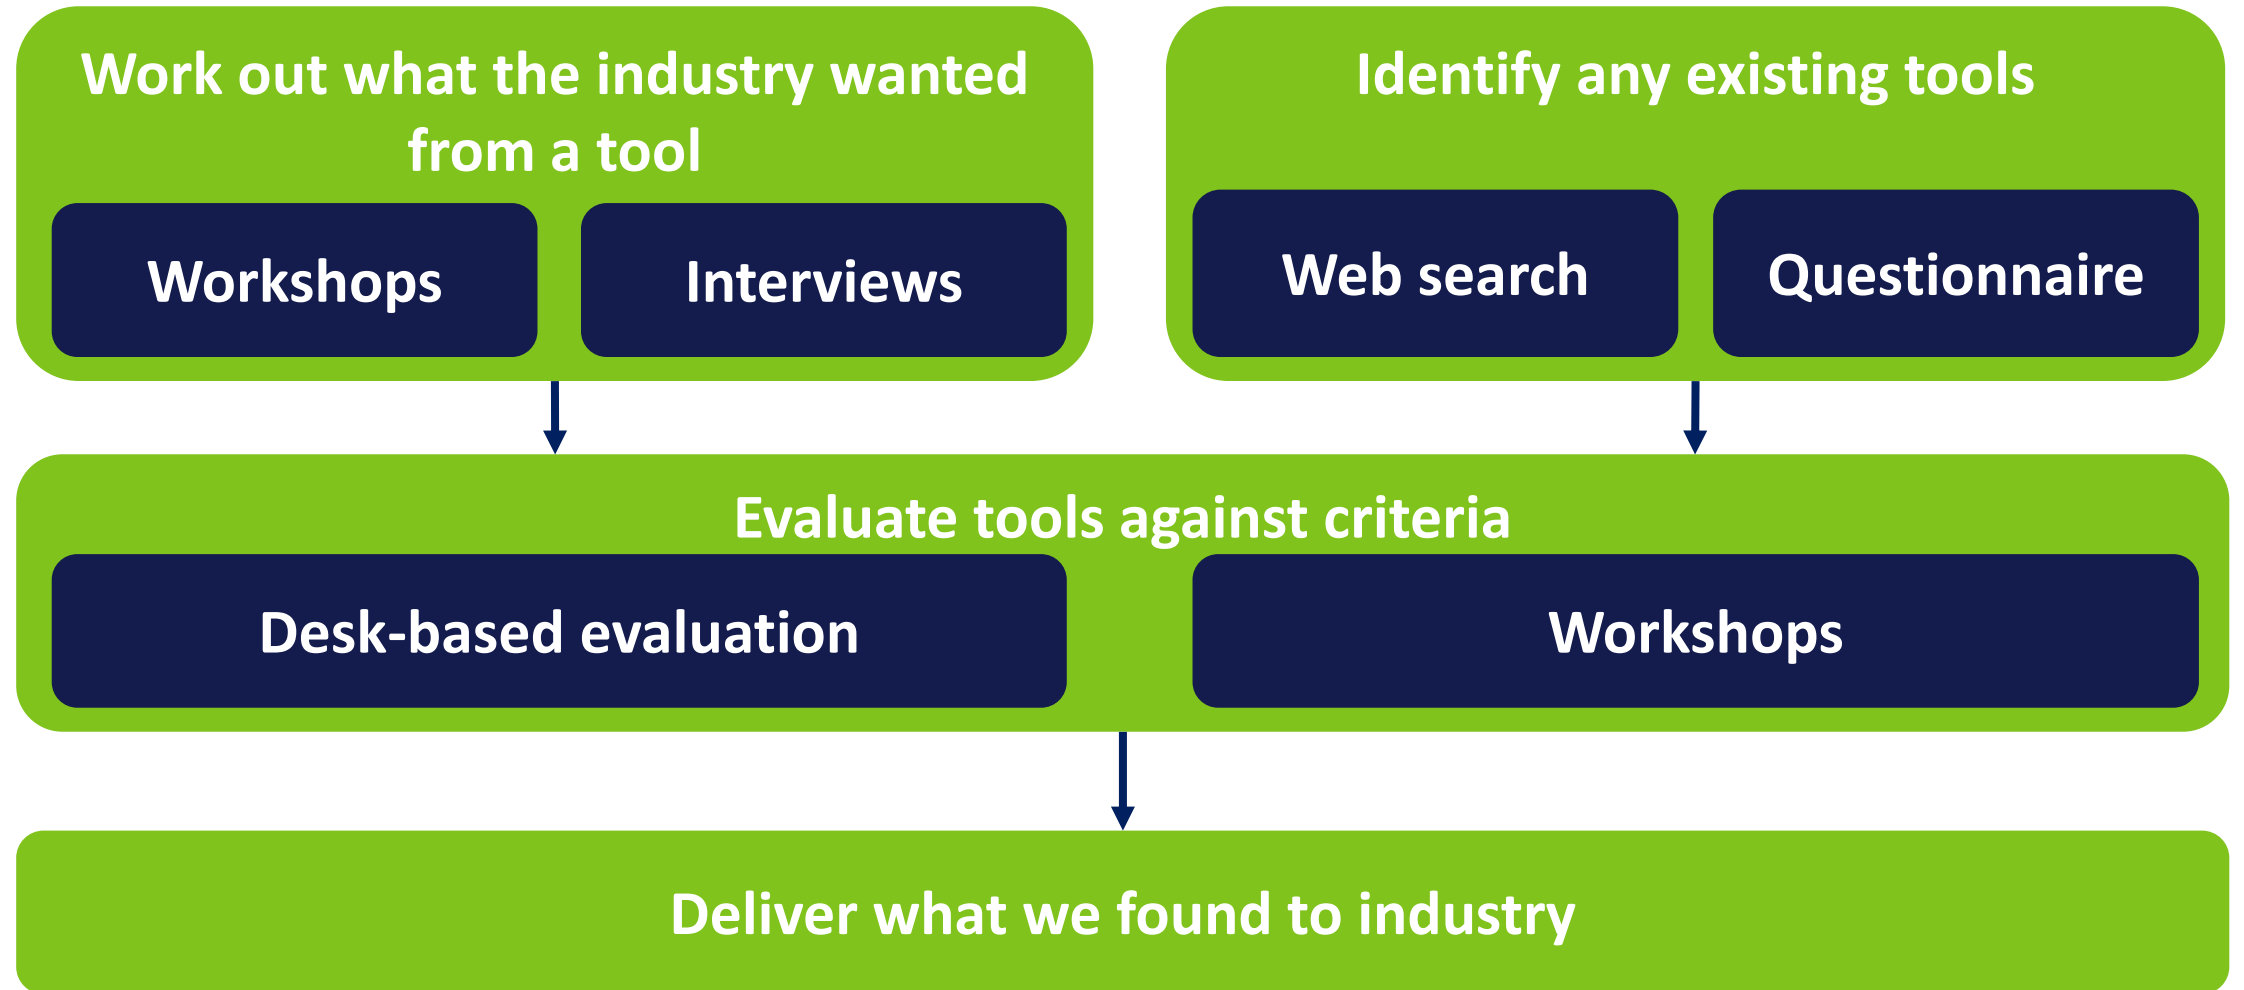 Work out what the industry wanted
from a tool
Workshops
Interviews
Identify any existing tools
Web search
Questionnaire
Evaluate tools against criteria
Desk-based evaluation
Workshops
Deliver what we found to industry